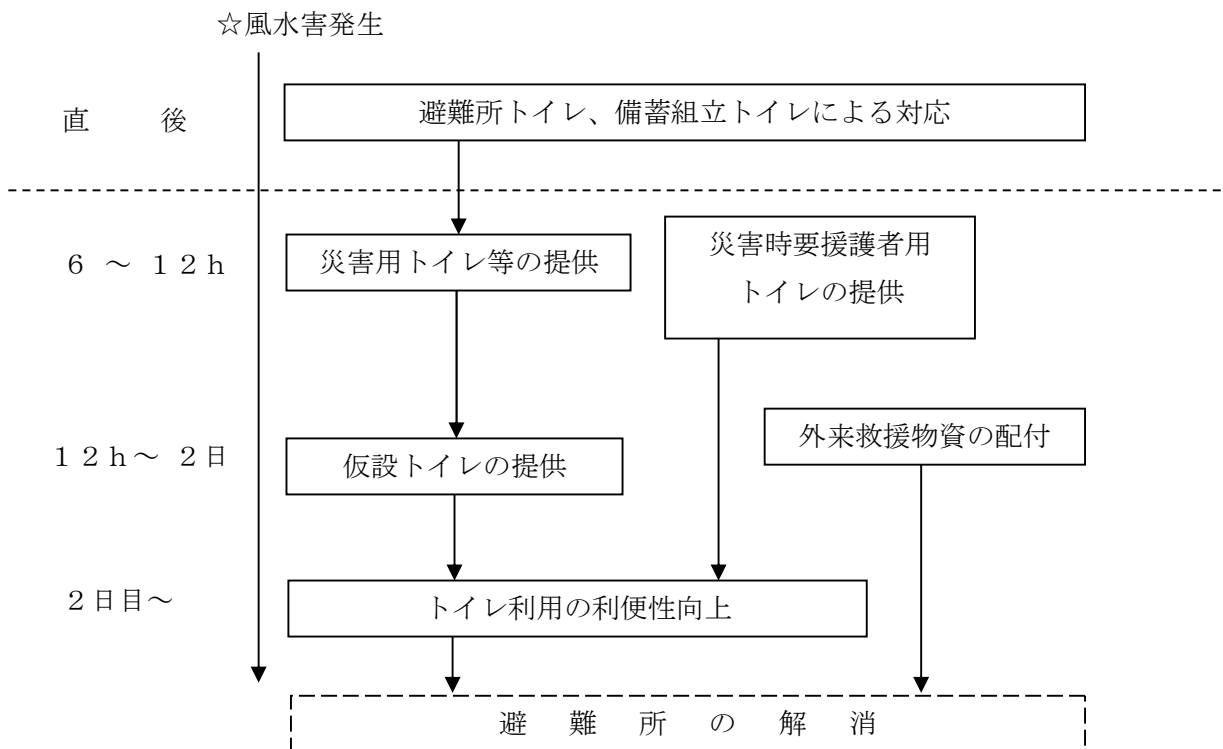 ☆風水害発生
直後
避難所トイレ、備蓄組立トイレによる対応
６～１２ｈ
災害用トイレ等の提供
災害時要援護者用
トイレの提供
１２ｈ～２日
仮設トイレの提供
外来救援物資の配付
２日目～
トイレ利用の利便性向上
避難所の解消